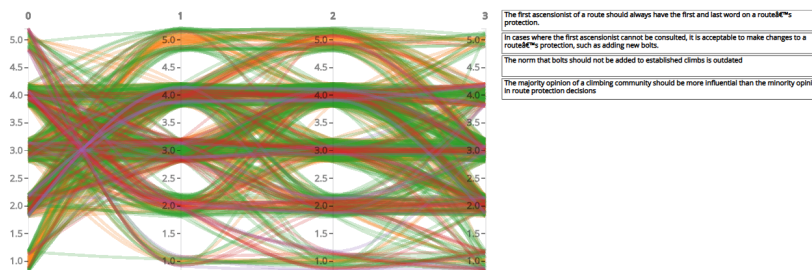 0 1 2 3
5.0 5.0 5.0 5.0
4.5 4.5 4.5 4.5
4.0 4.0 4.0 4.0
3.5 3.5 3.5 3.5
3.0 3.0 3.0 3.0
2.5 2.5 2.5 2.5
2.0 2.0 2.0 2.0
1.5 1.5 1.5 1.5
1.0 1.0 1.0 1.0
The first ascensionist of a route should always have the first and last word on a routeâ€™s
protection.
In cases where the first ascensionist cannot be consulted, it is acceptable to make changes to a
routeâ€™s protection, such as adding new bolts.
The norm that bolts should not be added to established climbs is outdated
The majority opinion of a climbing community should be more influential than the minority opini
in route protection decisions